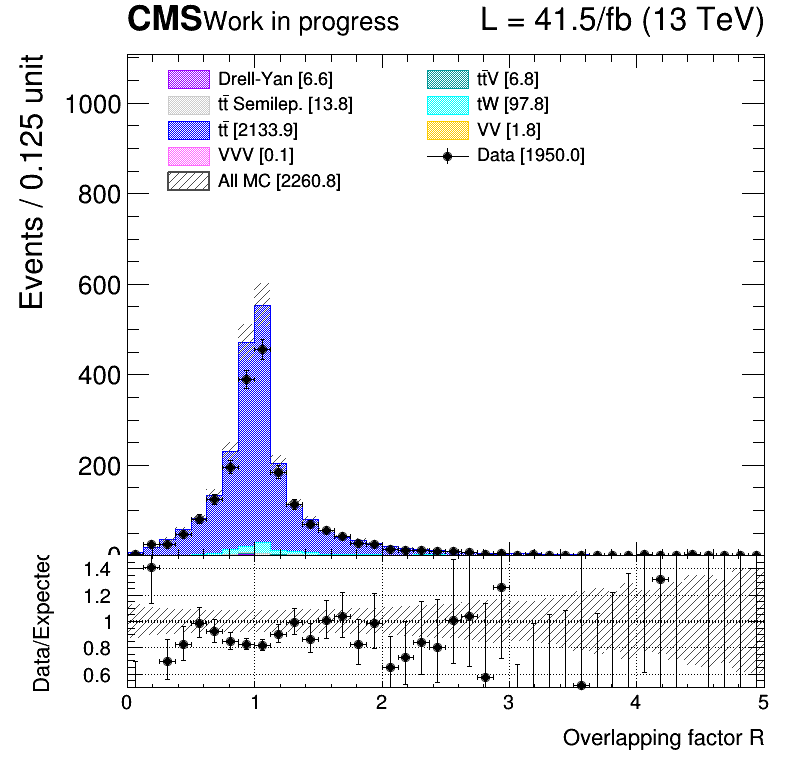 CMS Work in progress L = 41.5/fb (13 TeV)
Events / 0.125 unit
Drell-Yan [6.6]
tt̄ Semilep. [13.8]
tt̄ [2133.9]
VVV [0.1]
All MC [2260.8]
tt̄V [6.8]
tW [97.8]
VV [1.8]
Data [1950.0]
1000
800
600
400
200
0
Data/Expected
1.4
1.2
1
0.8
0.6
0 1 2 3 4 5
Overlapping factor R